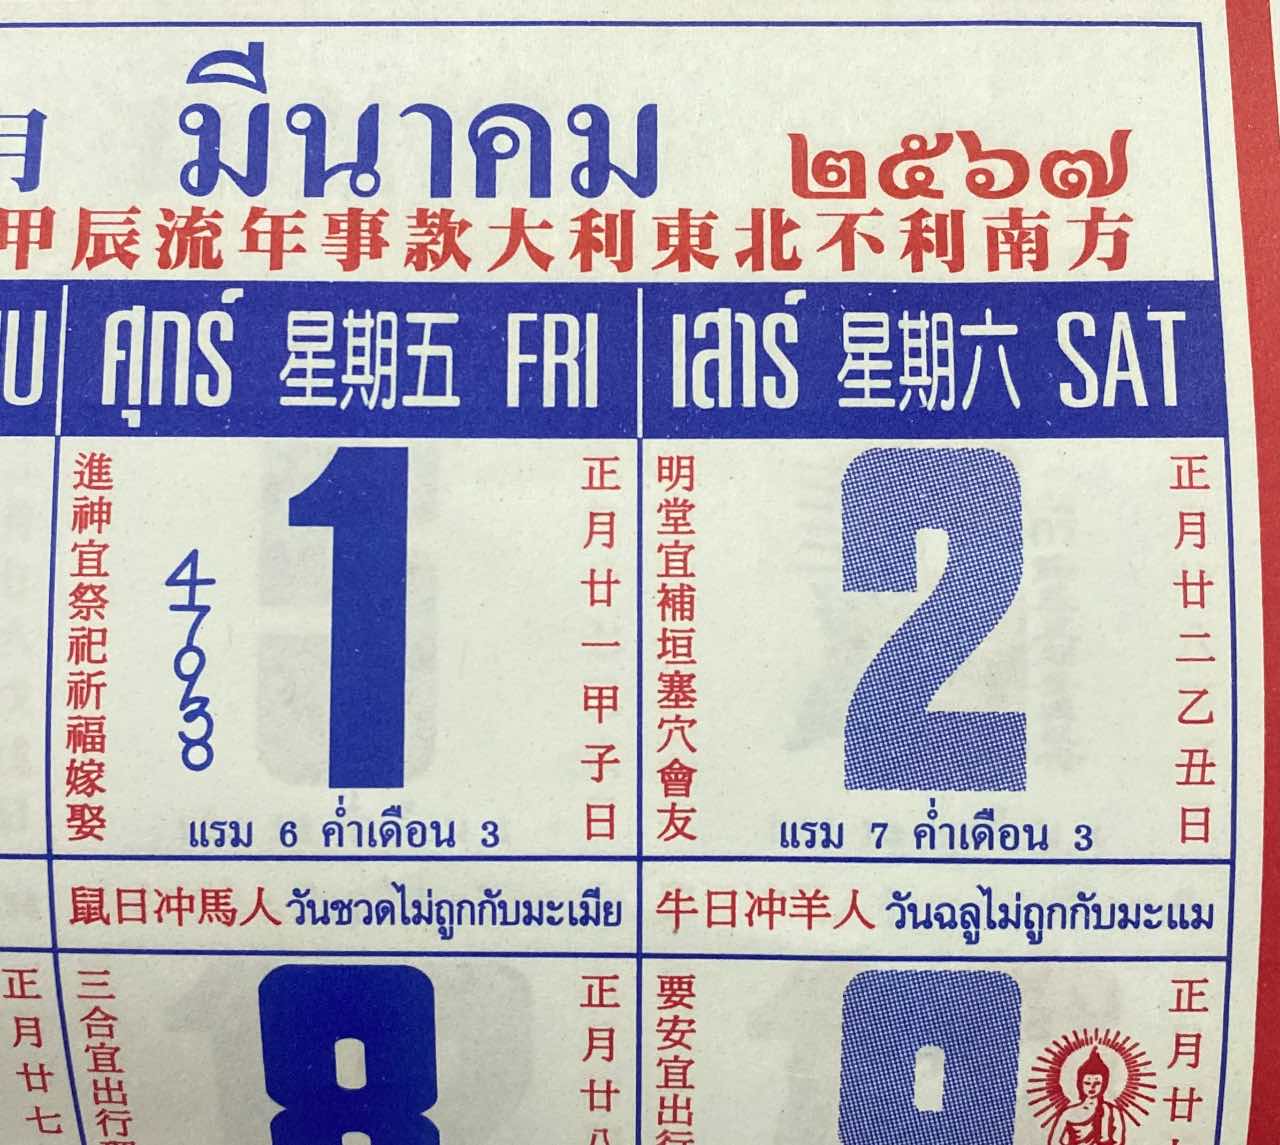 月 มีนาคม ๒๕๖๗
甲辰流年事款大利東北不利南方
ศุกร์ 星期五 FRI
เสาร์ 星期六 SAT
進神宜祭祀祈福嫁娶
47938
1
正月廿一甲子日
แรม 6 ค่ำเดือน 3
明堂宜補垣塞穴會友
2
正月廿二乙丑日
แรม 7 ค่ำเดือน 3
鼠日冲馬人 วันชวดไม่ถูกกับมะเมีย
牛日冲羊人 วันฉลูไม่ถูกกับมะแม
正月廿七
三合宜出行
8
正月廿八
要安宜出行
9
正月廿